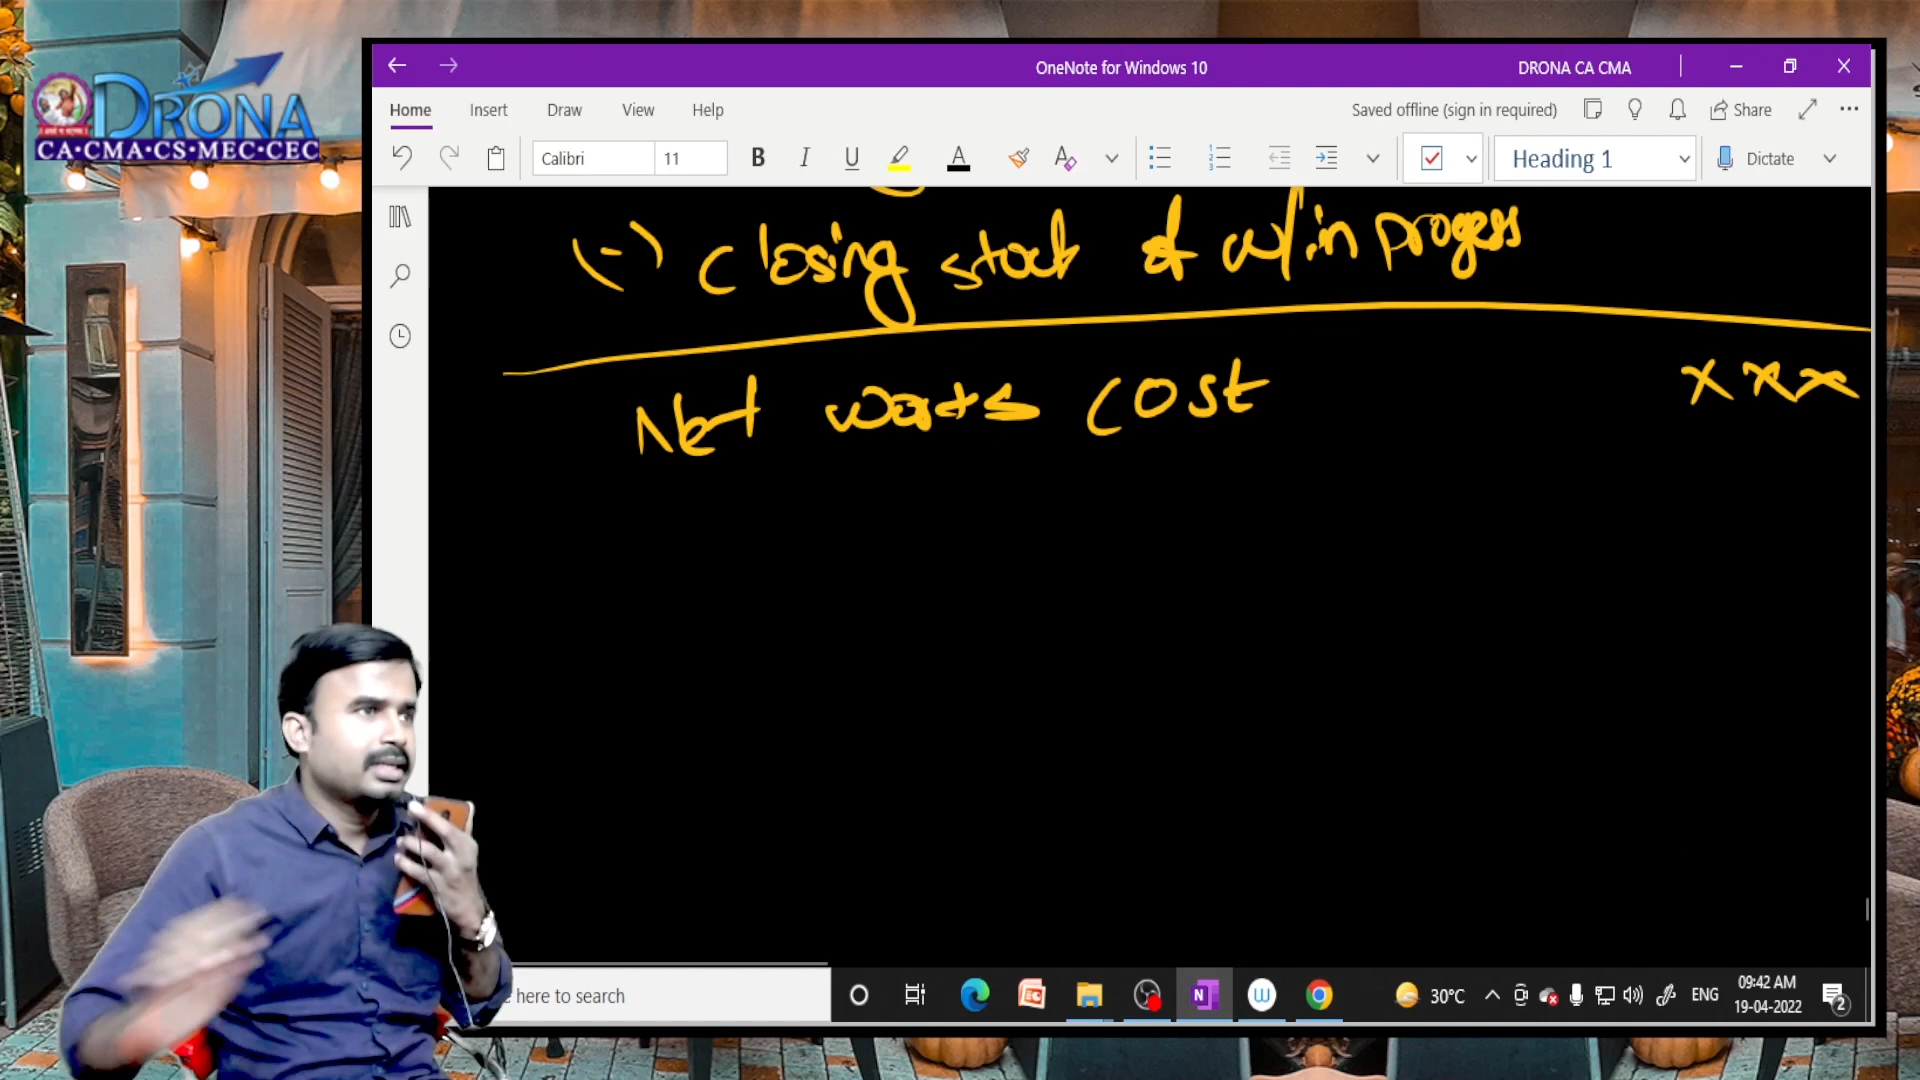 DRONA
CA•CMA•CS•MEC•CEC
OneNote for Windows 10
DRONA CA CMA
Home Insert Draw View Help
Saved offline (sign in required)
Share
Calibri 11 B I U A
Heading 1
Dictate
(-) Closing stock of w/in progess
Net works cost xxx
here to search
30°C
ENG
09:42 AM
19-04-2022
2